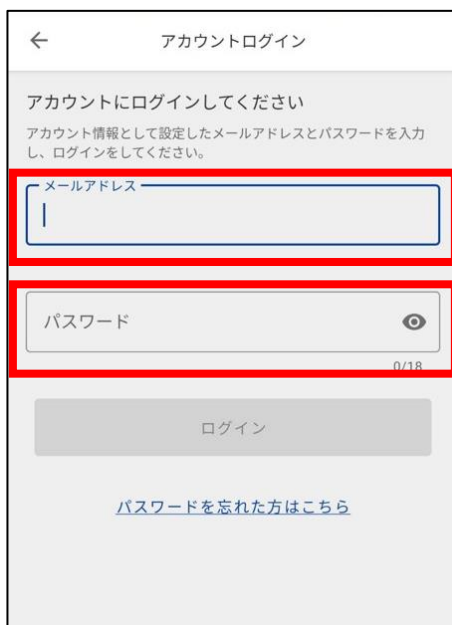 アカウントログイン
アカウントにログインしてください
アカウント情報として設定したメールアドレスとパスワードを入力
し、ログインをしてください。
メールアドレス
パスワード
0/18
ログイン
パスワードを忘れた方はこちら